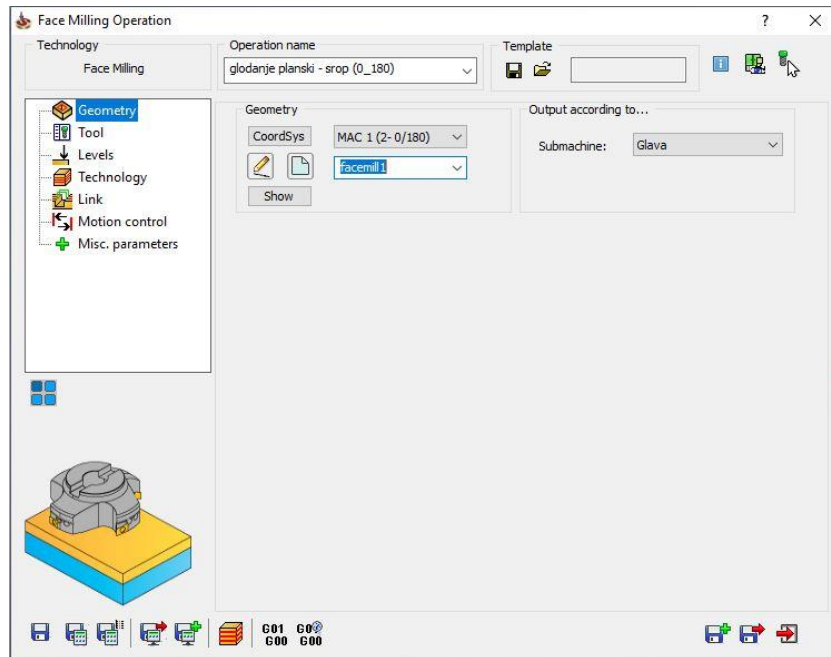 Face Milling Operation
?
Technology
Face Milling
Operation name
glodanje planski - srop (0_180)
Template
Geometry
Tool
Levels
Technology
Link
Motion control
Misc. parameters
Geometry
CoordSys
MAC 1 (2- 0/180)
facemill1
Show
Output according to...
Submachine:
Glava
G01
G00
G0
G00